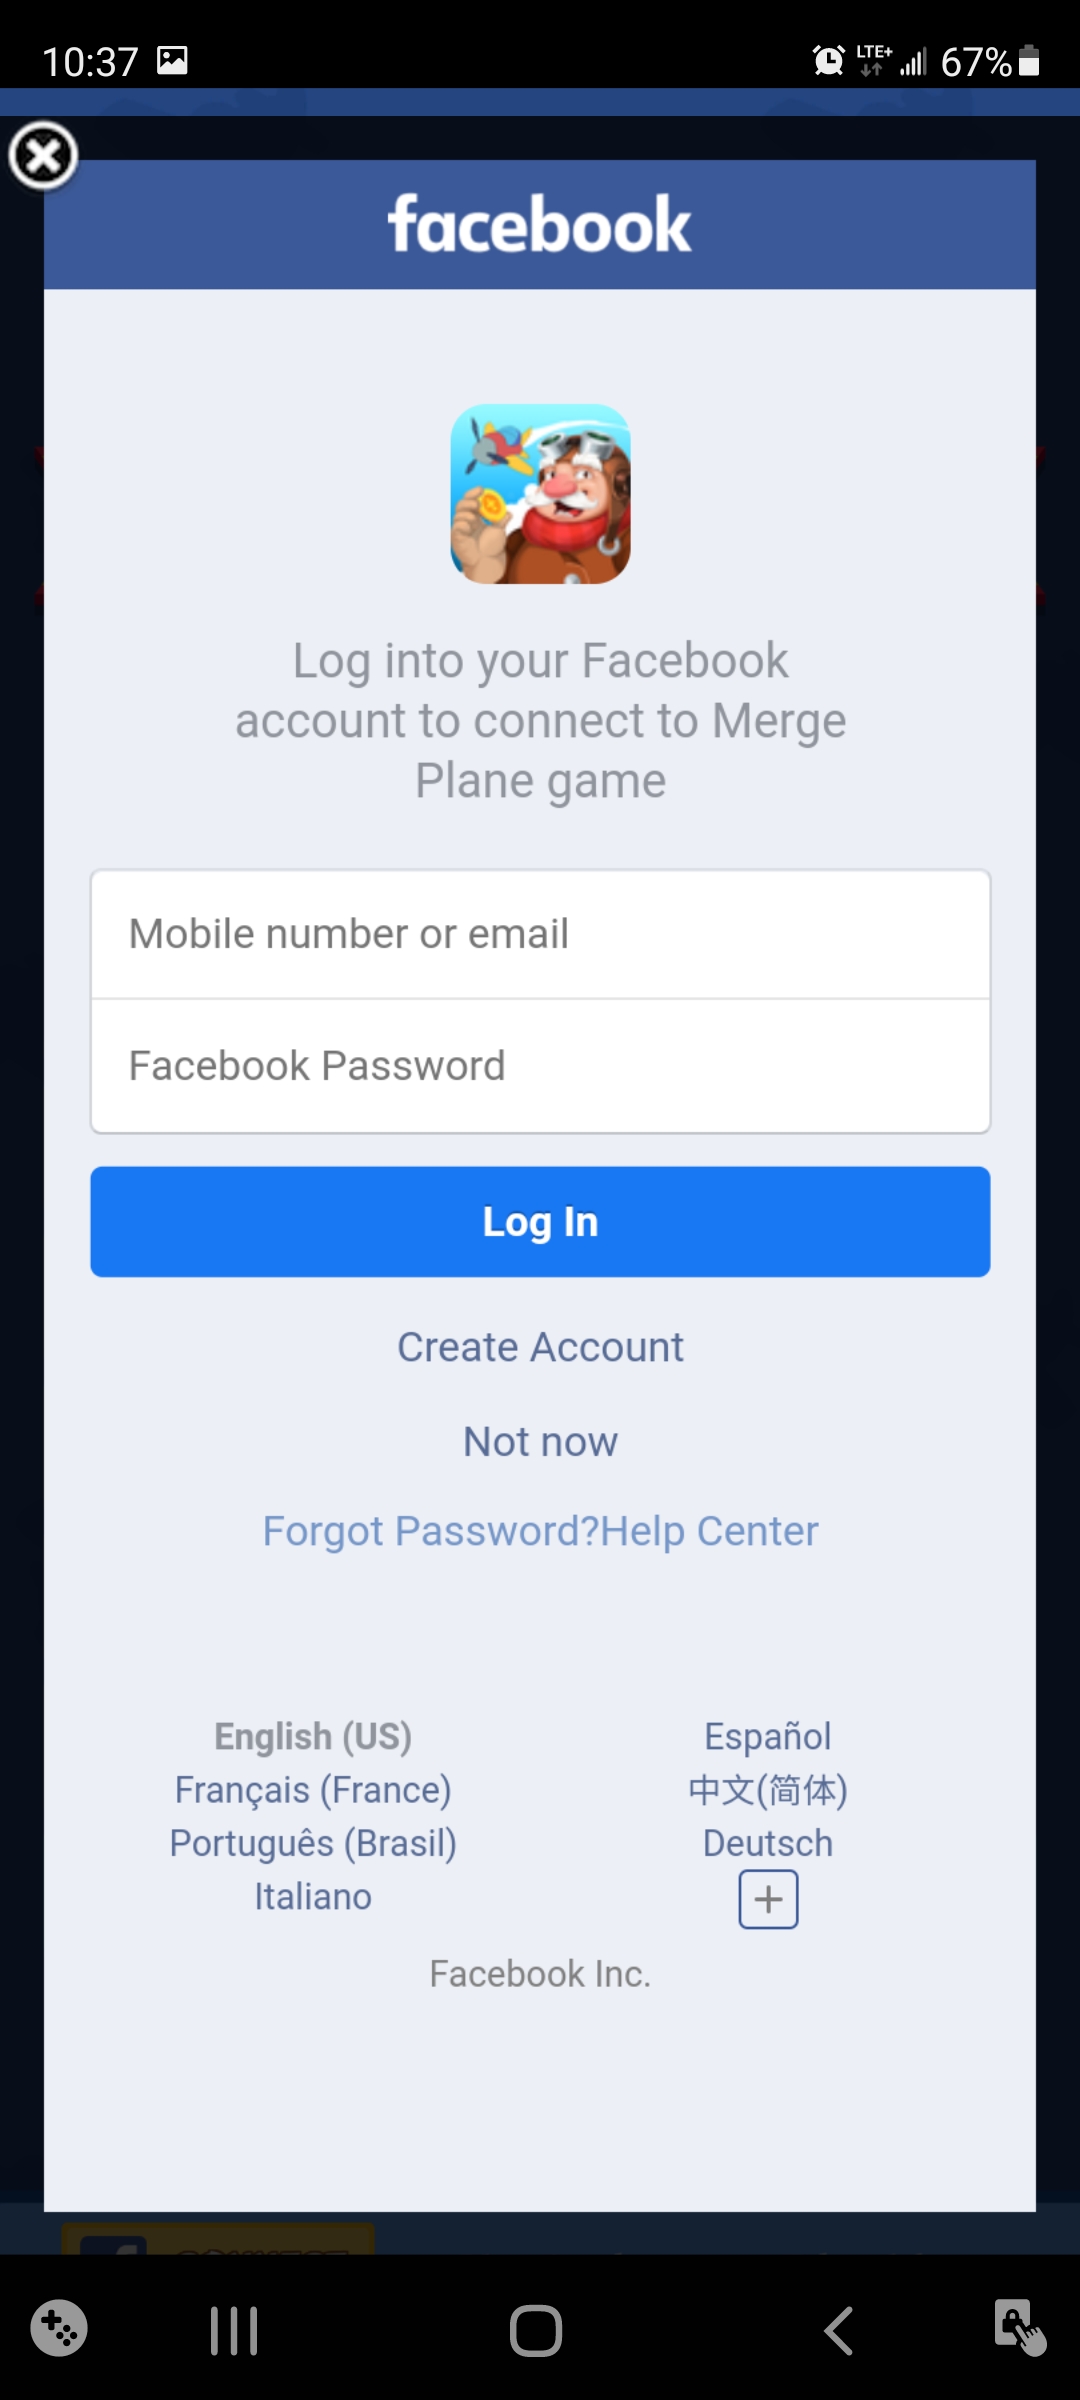 10:37
LTE+ 67%
facebook
Log into your Facebook
account to connect to Merge
Plane game
Mobile number or email
Facebook Password
Log In
Create Account
Not now
Forgot Password?Help Center
English (US) Español
Français (France) 中文(简体)
Português (Brasil) Deutsch
Italiano
Facebook Inc.